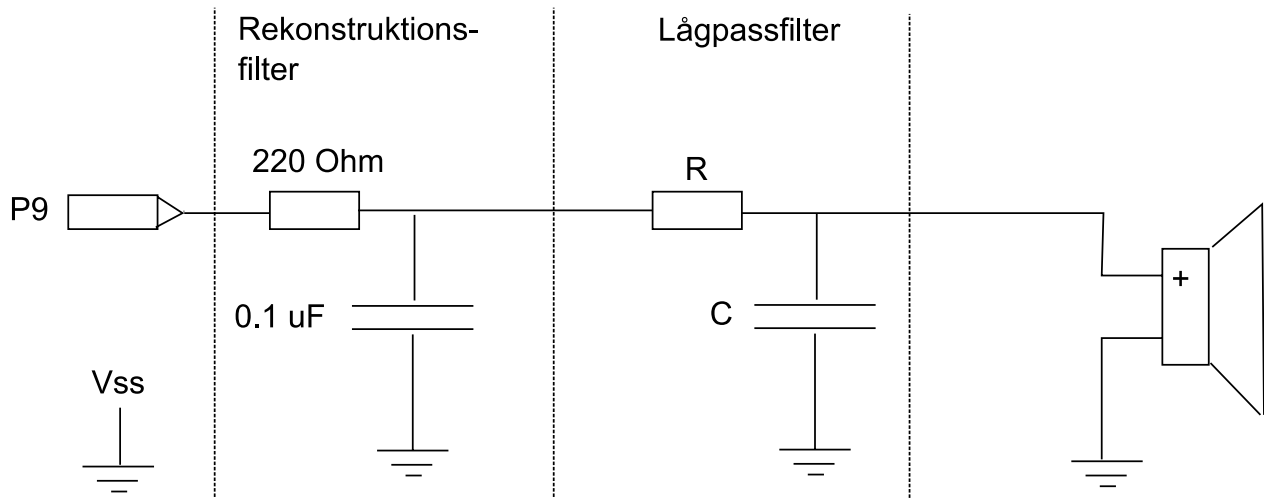 Rekonstruktions-
filter
Lågpassfilter
220 Ohm
R
P9
+
0.1 uF
C
Vss